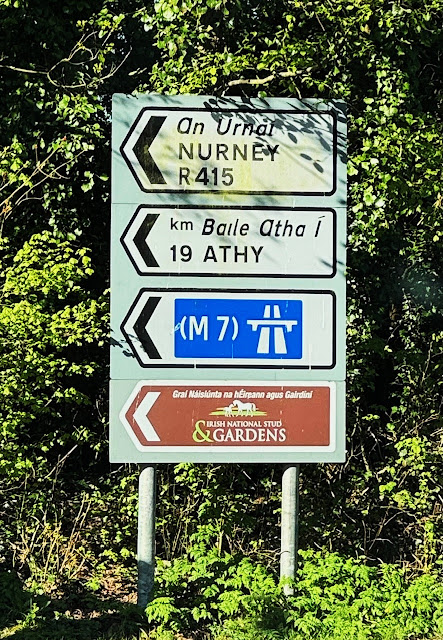 an Urnaí
NURNEY
R415
km Baile atha Í
19 ATHY
(M 7)
Graí Náisiúnta na hÉireann agus Gairdíní
IRISH NATIONAL STUD
& GARDENS